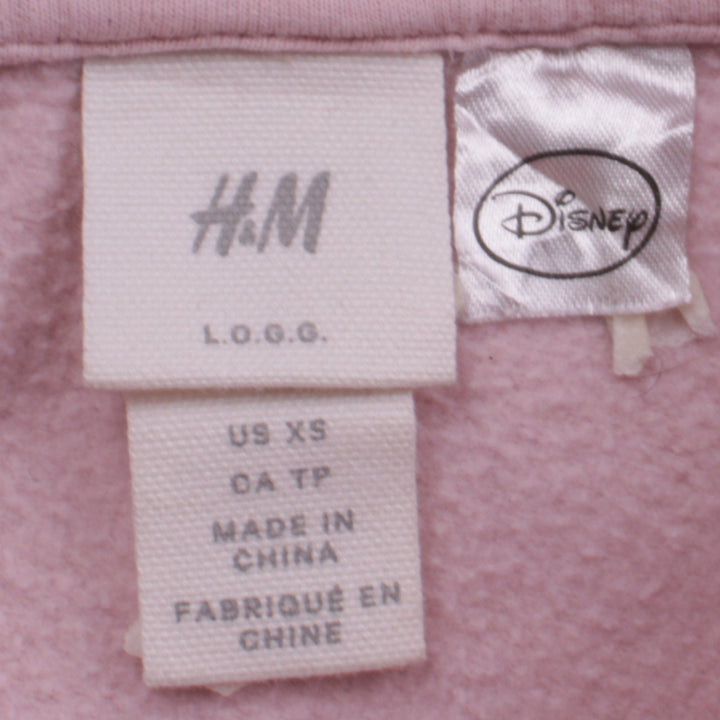 H&M
L.O.G.G.
Disney
US XS
CA TP
MADE IN
CHINA
FABRIQUÉ EN
CHINE